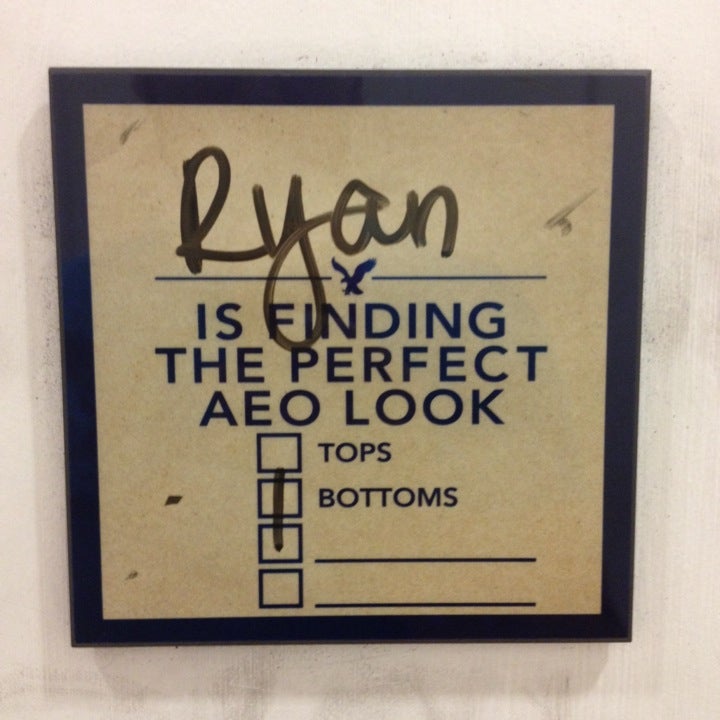 Ryan
IS FINDING
THE PERFECT
AEO LOOK
TOPS
BOTTOMS